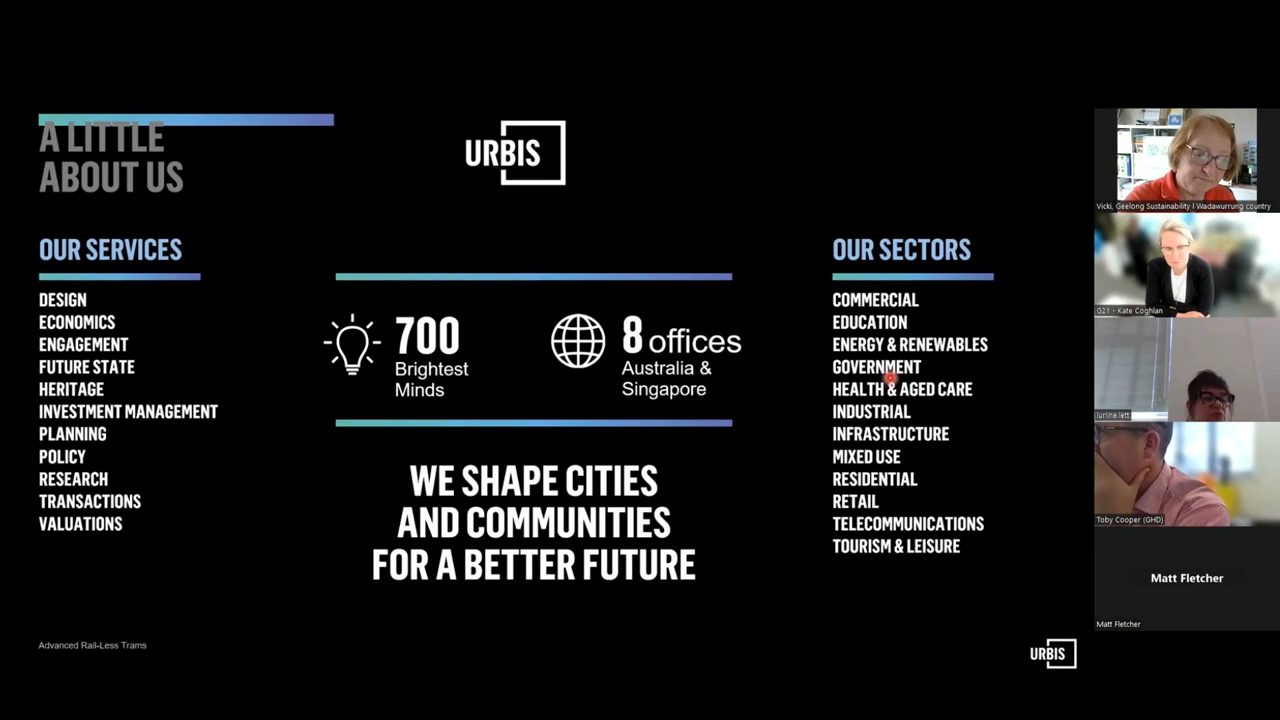 A LITTLE
ABOUT US
URBIS
OUR SERVICES
DESIGN
ECONOMICS
ENGAGEMENT
FUTURE STATE
HERITAGE
INVESTMENT MANAGEMENT
PLANNING
POLICY
RESEARCH
TRANSACTIONS
VALUATIONS
700
Brightest
Minds
8 offices
Australia &
Singapore
WE SHAPE CITIES
AND COMMUNITIES
FOR A BETTER FUTURE
OUR SECTORS
COMMERCIAL
EDUCATION
ENERGY & RENEWABLES
GOVERNMENT
HEALTH & AGED CARE
INDUSTRIAL
INFRASTRUCTURE
MIXED USE
RESIDENTIAL
RETAIL
TELECOMMUNICATIONS
TOURISM & LEISURE
Advanced Rail-Less Trams
URBIS
Vicki, Geelong Sustainability I Wadawurrung country
G21 - Kate Coghlan
lurline.lett
Toby Cooper (GHD)
Matt Fletcher
Matt Fletcher